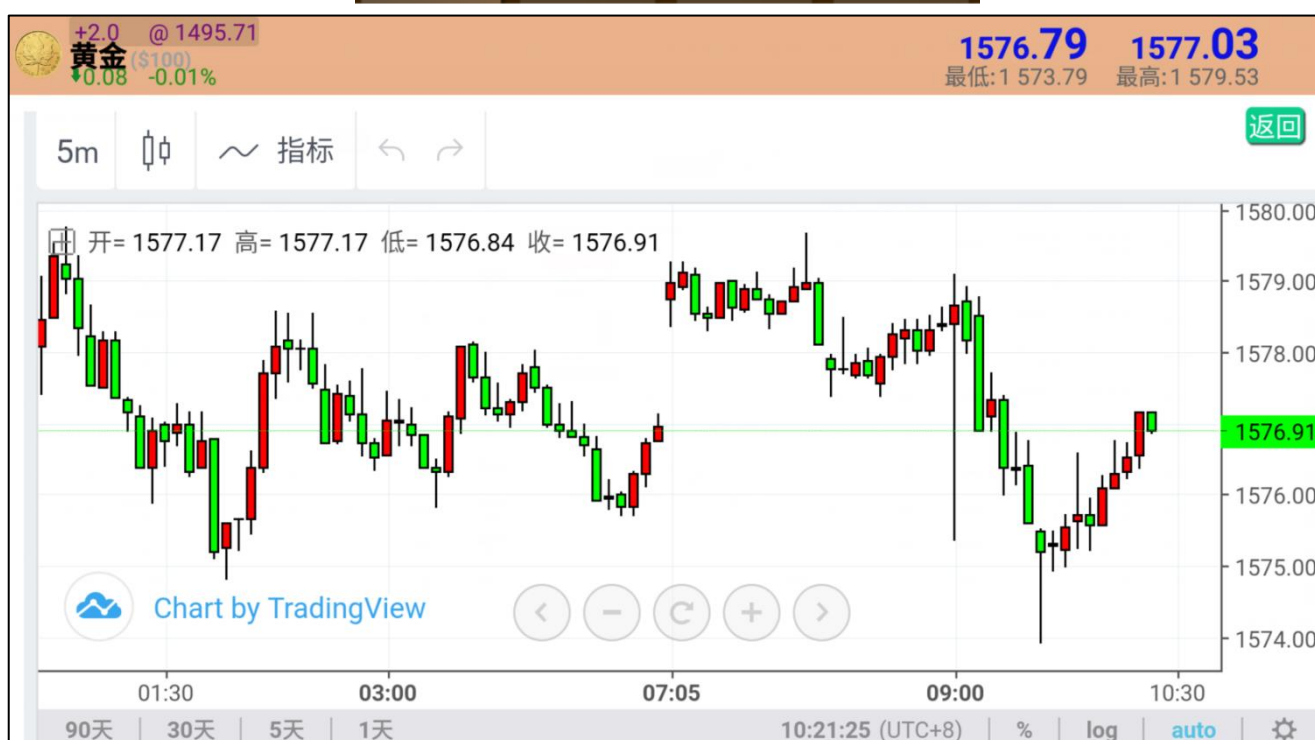 +2.0 @ 1495.71
黄金 ($100)
0.08 -0.01%
1576.79 1577.03
最低:1 573.79 最高:1 579.53
返回
5m 指标
开= 1577.17 高= 1577.17 低= 1576.84 收= 1576.91
1580.00
1579.00
1578.00
1576.91
1576.00
1575.00
1574.00
Chart by TradingView
01:30 03:00 07:05 09:00 10:30
90天 30天 5天 1天 10:21:25 (UTC+8) % log auto